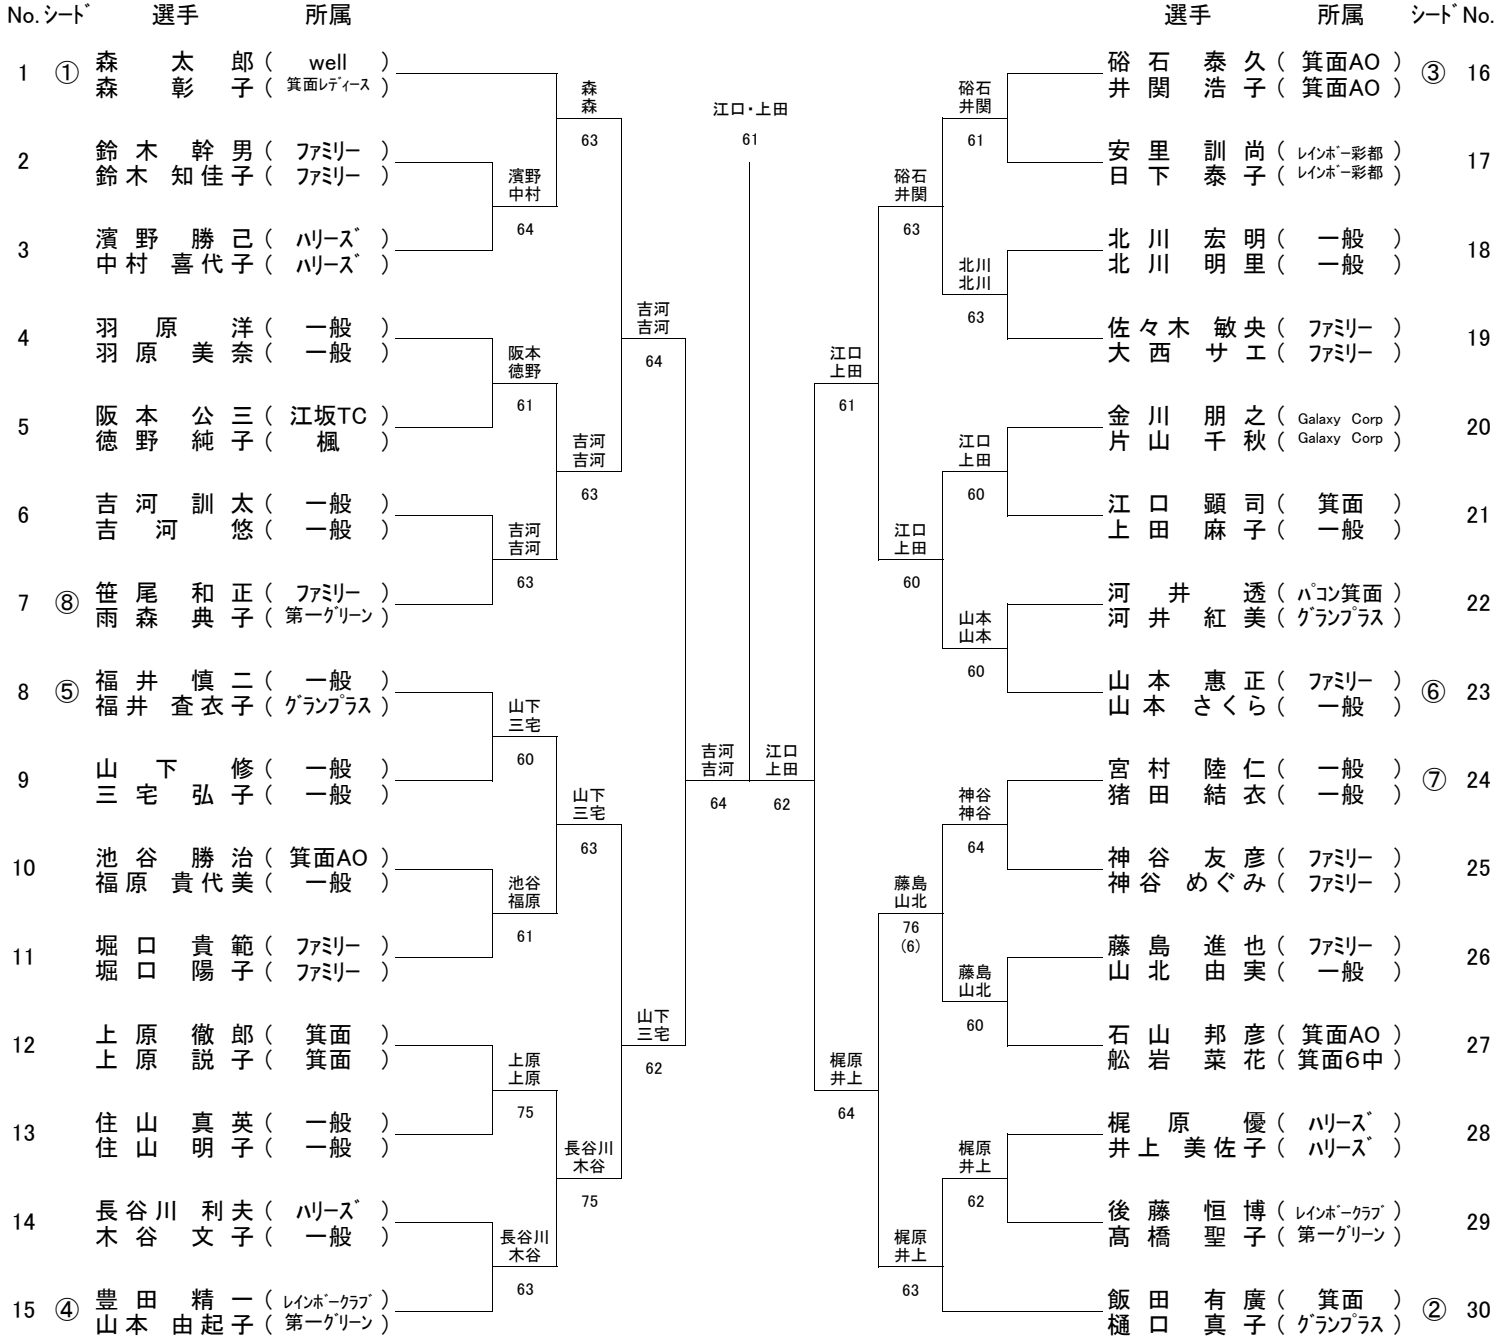 No. シード 選手 所属
1 ① 森 太 郎 ( well )
森 彰 子 ( 箕面レディース )
2 鈴 木 幹 男 ( ファミリー )
鈴 木 知 佳 子 ( ファミリー )
3 濱 野 勝 己 ( ハリーズ )
中 村 喜 代 子 ( ハリーズ )
4 羽 原 洋 ( 一般 )
羽 原 美 奈 ( 一般 )
5 阪 本 公 三 ( 江坂TC )
徳 野 純 子 ( 楓 )
6 吉 河 訓 太 ( 一般 )
吉 河 悠 ( 一般 )
7 ⑧ 笹 尾 和 正 ( ファミリー )
雨 森 典 子 ( 第一グリーン )
8 ⑤ 福 井 慎 二 ( 一般 )
福 井 査 衣 子 ( グランプラス )
9 山 下 修 ( 一般 )
三 宅 弘 子 ( 一般 )
10 池 谷 勝 治 ( 箕面AO )
福 原 貴 代 美 ( 一般 )
11 堀 口 貴 範 ( ファミリー )
堀 口 陽 子 ( ファミリー )
12 上 原 徹 郎 ( 箕面 )
上 原 説 子 ( 箕面 )
13 住 山 真 英 ( 一般 )
住 山 明 子 ( 一般 )
14 長 谷 川 利 夫 ( ハリーズ )
木 谷 文 子 ( 一般 )
15 ④ 豊 田 精 一 ( レインボークラブ )
山 本 由 起 子 ( 第一グリーン )
濱野
中村
64
阪本
徳野
61
吉河
吉河
63
山下
三宅
60
池谷
福原
61
上原
上原
75
長谷川
木谷
63
森
森
63
吉河
吉河
63
山下
三宅
63
長谷川
木谷
75
吉河
吉河
64
山下
三宅
62
吉河
吉河
64
江口・上田
61
江口
上田
62
江口
上田
61
梶原
井上
64
硲石
井関
63
江口
上田
60
藤島
山北
76
(6)
梶原
井上
63
硲石
井関
61
北川
北川
63
江口
上田
60
山本
山本
60
神谷
神谷
64
藤島
山北
60
梶原
井上
62
選手 所属 シード No.
硲 石 泰 久 ( 箕面AO ) ③ 16
井 関 浩 子 ( 箕面AO )
安 里 訓 尚 ( レインボー彩都 ) 17
日 下 泰 子 ( レインボー彩都 )
北 川 宏 明 ( 一般 ) 18
北 川 明 里 ( 一般 )
佐 々 木 敏 央 ( ファミリー ) 19
大 西 サ エ ( ファミリー )
金 川 朋 之 ( Galaxy Corp ) 20
片 山 千 秋 ( Galaxy Corp )
江 口 顕 司 ( 箕面 ) 21
上 田 麻 子 ( 一般 )
河 井 透 ( パコン箕面 ) 22
河 井 紅 美 ( グランプラス )
山 本 惠 正 ( ファミリー ) ⑥ 23
山 本 さ く ら ( 一般 )
宮 村 陸 仁 ( 一般 ) ⑦ 24
猪 田 結 衣 ( 一般 )
神 谷 友 彦 ( ファミリー ) 25
神 谷 め ぐ み ( ファミリー )
藤 島 進 也 ( ファミリー ) 26
山 北 由 実 ( 一般 )
石 山 邦 彦 ( 箕面AO ) 27
舩 岩 菜 花 ( 箕面6中 )
梶 原 優 ( ハリーズ ) 28
井 上 美 佐 子 ( ハリーズ )
後 藤 恒 博 ( レインボークラブ ) 29
髙 橋 聖 子 ( 第一グリーン )
飯 田 有 廣 ( 箕面 ) ② 30
樋 口 真 子 ( グランプラス )